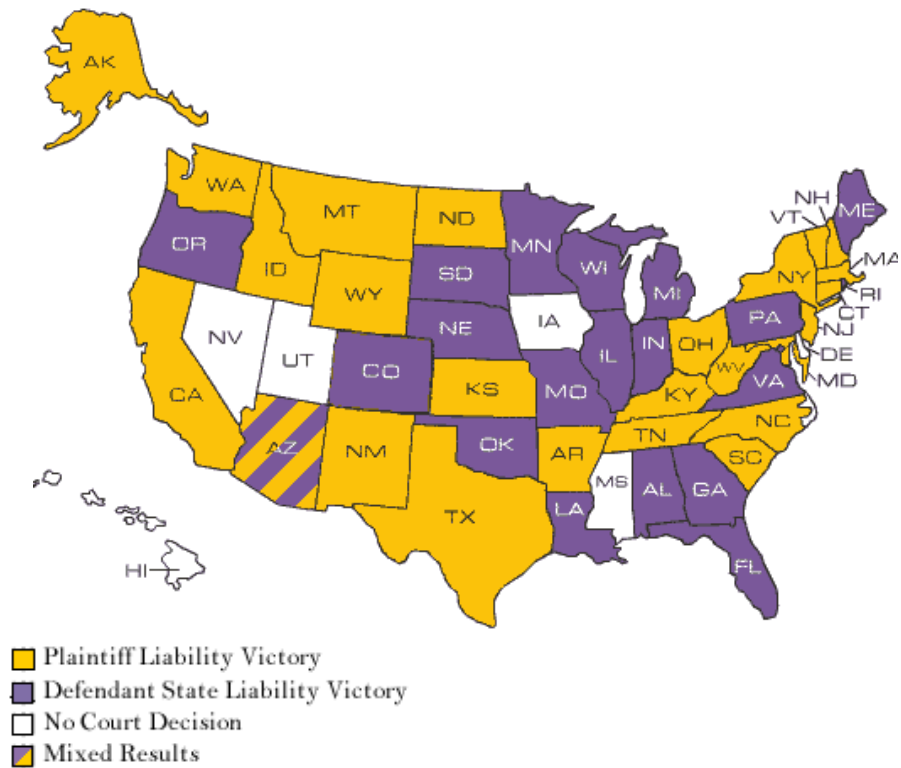 AK
WA
MT
ND
MN
OR
ID
WY
SD
WI
MI
NH
VT
ME
MA
NY
RI
CT
NJ
PA
DE
MD
NV
UT
CO
NE
IA
IL
IN
OH
WV
VA
CA
KS
MO
KY
NC
AZ
NM
OK
AR
TN
SC
TX
LA
MS
AL
GA
FL
HI
Plaintiff Liability Victory
Defendant State Liability Victory
No Court Decision
Mixed Results